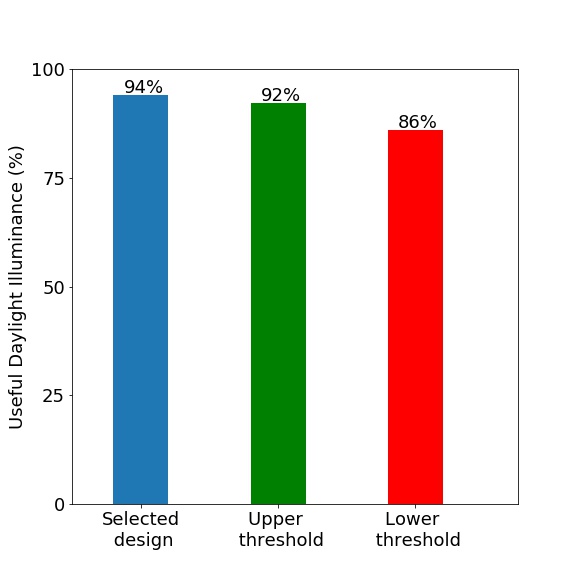 Useful Daylight Illuminance (%)
100
75
50
25
0
94%
92%
86%
Selected
design
Upper
threshold
Lower
threshold